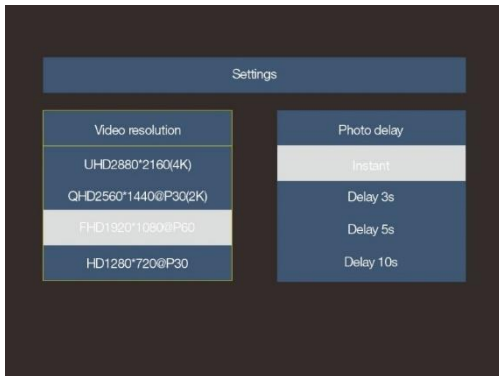 Settings
Video resolution
UHD2880*2160(4K)
QHD2560*1440@P30(2K)
FHD1920*1080@P60
HD1280*720@P30
Photo delay
Instant
Delay 3s
Delay 5s
Delay 10s